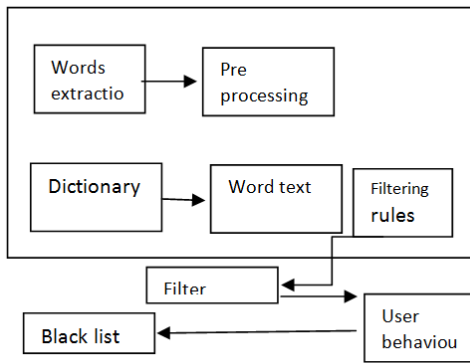 Words
extractio
Pre
processing
Dictionary
Word text
Filtering
rules
Filter
User
behaviou
Black list